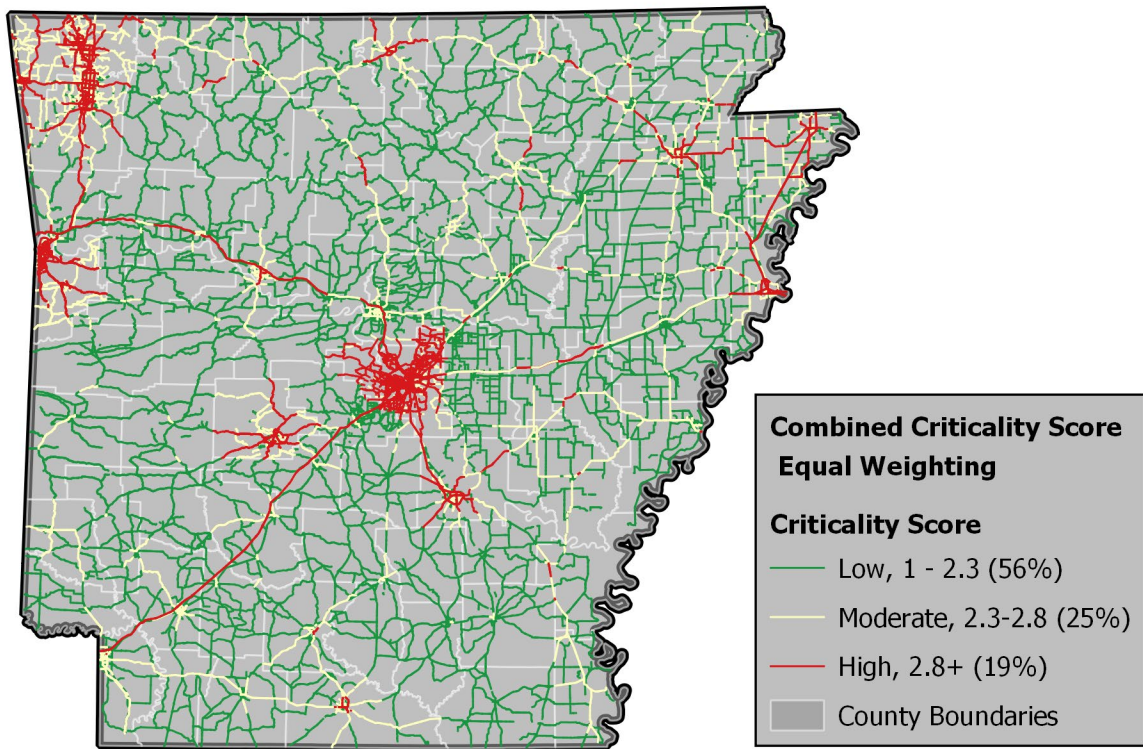 Combined Criticality Score
Equal Weighting
Criticality Score
Low, 1 - 2.3 (56%)
Moderate, 2.3-2.8 (25%)
High, 2.8+ (19%)
County Boundaries